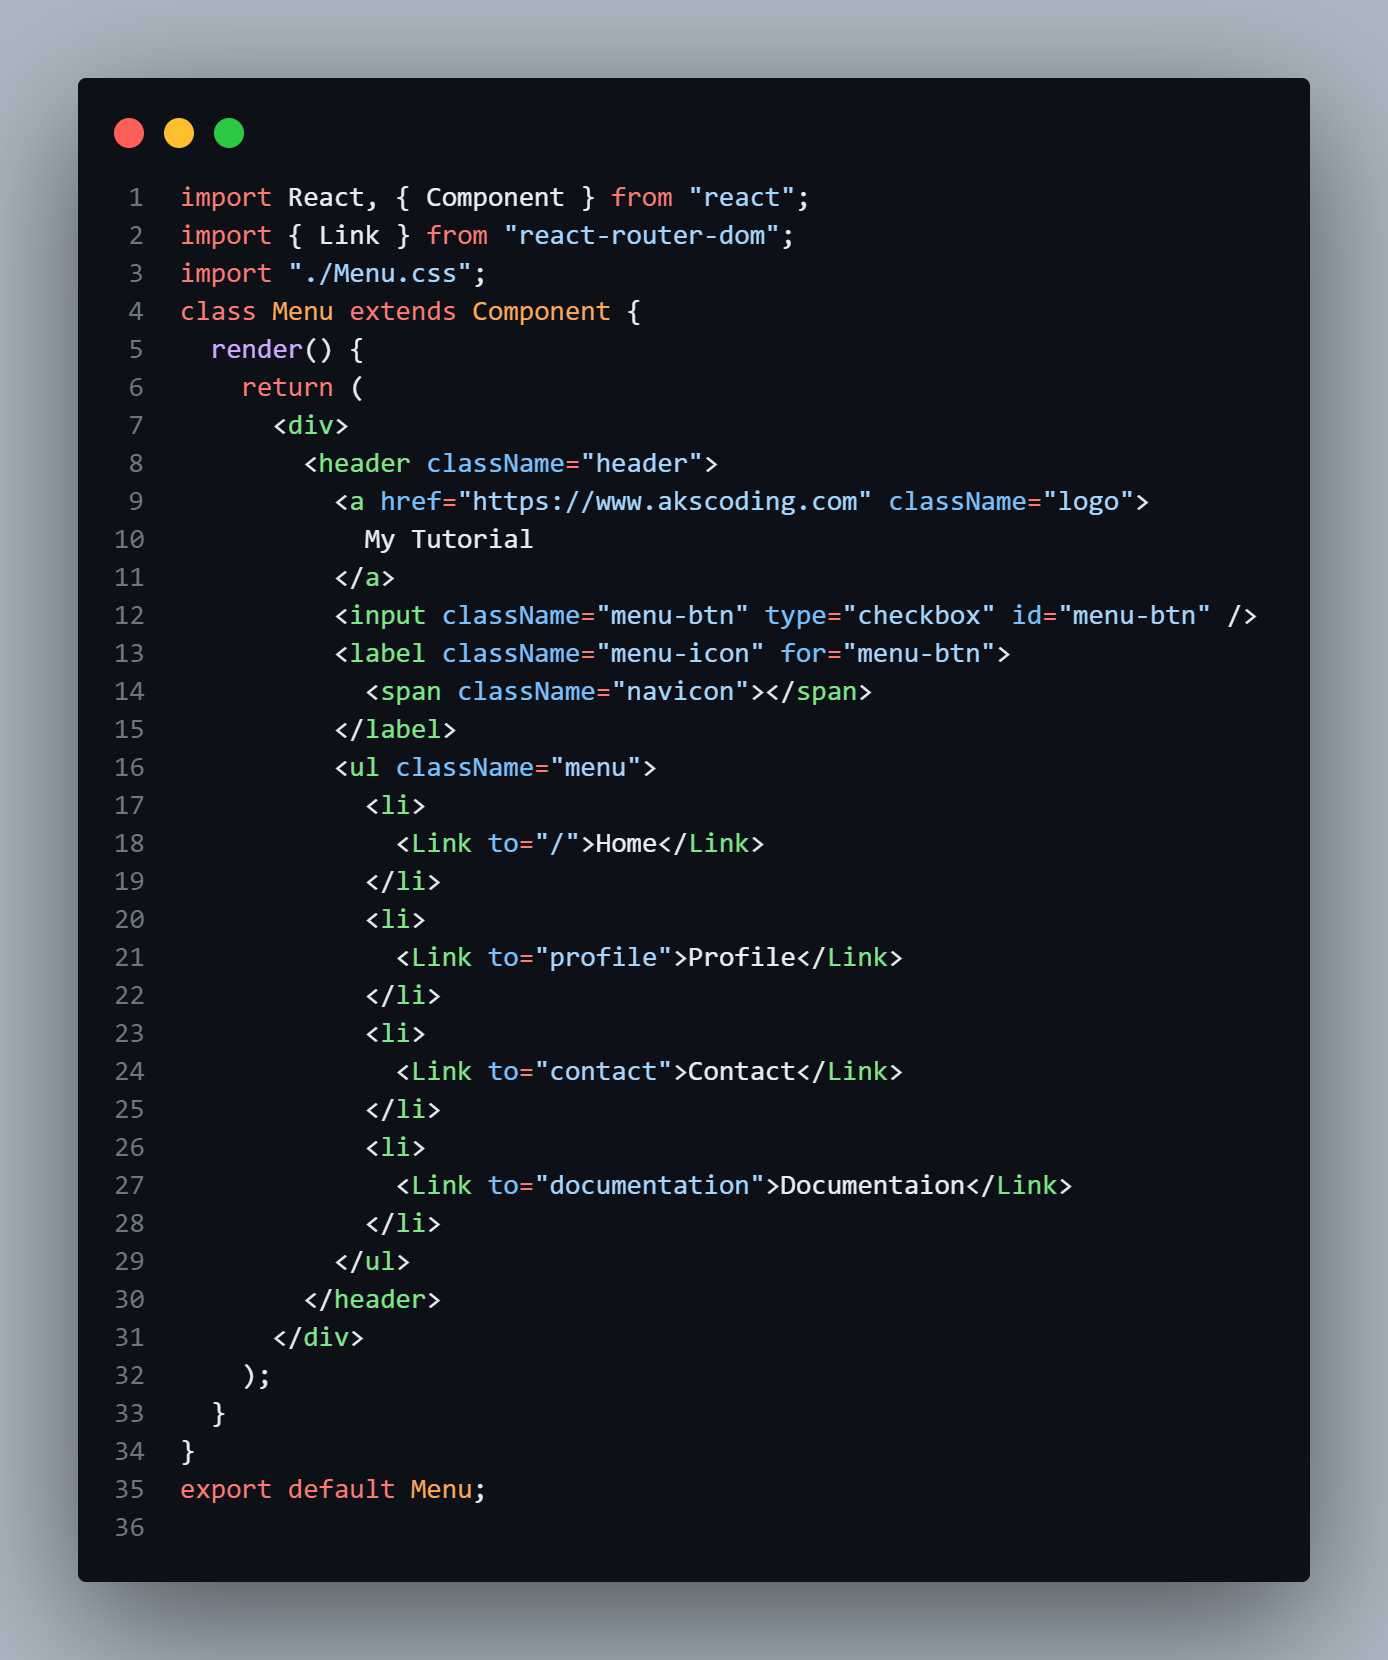 1 import React, { Component } from "react";
2 import { Link } from "react-router-dom";
3 import "./Menu.css";
4 class Menu extends Component {
5   render() {
6     return (
7       <div>
8         <header className="header">
9           <a href="https://www.akscoding.com" className="logo">
10             My Tutorial
11           </a>
12           <input className="menu-btn" type="checkbox" id="menu-btn" />
13           <label className="menu-icon" for="menu-btn">
14             <span className="navicon"></span>
15           </label>
16           <ul className="menu">
17             <li>
18               <Link to="/">Home</Link>
19             </li>
20             <li>
21               <Link to="profile">Profile</Link>
22             </li>
23             <li>
24               <Link to="contact">Contact</Link>
25             </li>
26             <li>
27               <Link to="documentation">Documentaion</Link>
28             </li>
29           </ul>
30         </header>
31       </div>
32     );
33   }
34 }
35 export default Menu;
36